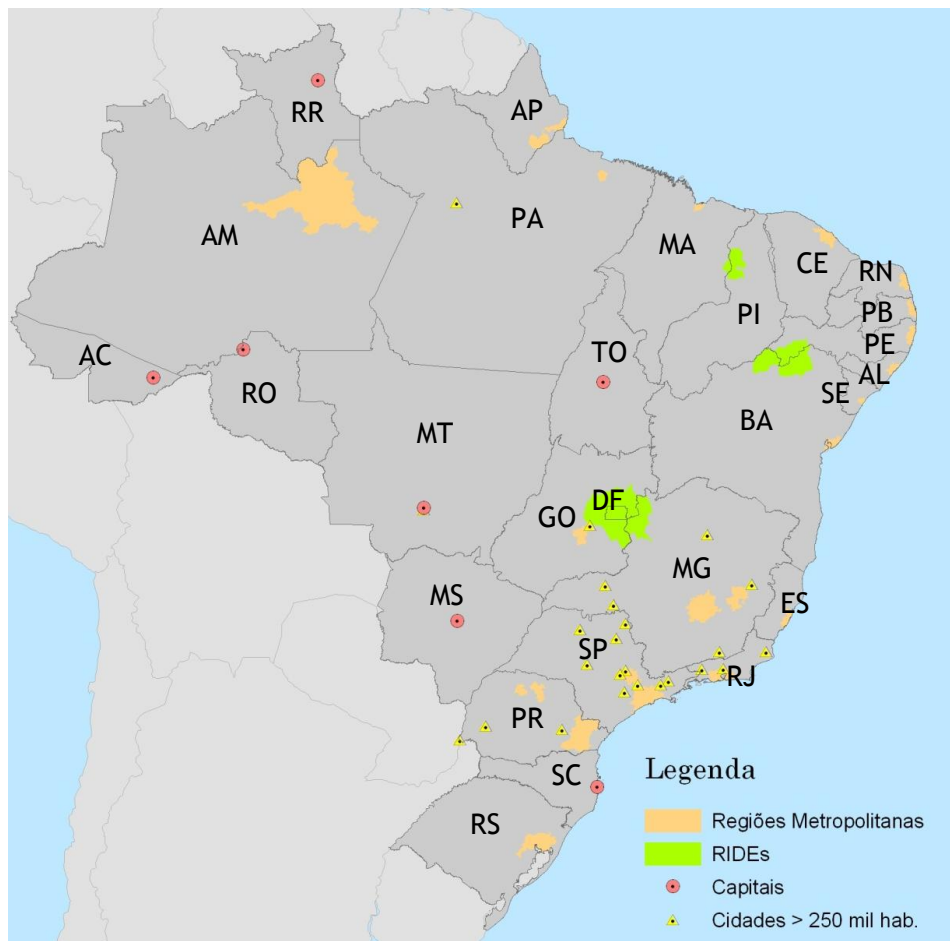 RR
AP
AM
PA
MA
CE
RN
PB
PI
PE
AC
TO
AL
SE
RO
BA
MT
DF
GO
MG
MS
ES
SP
RJ
PR
SC
RS
Legenda
Regiões Metropolitanas
RIDEs
Capitais
Cidades > 250 mil hab.